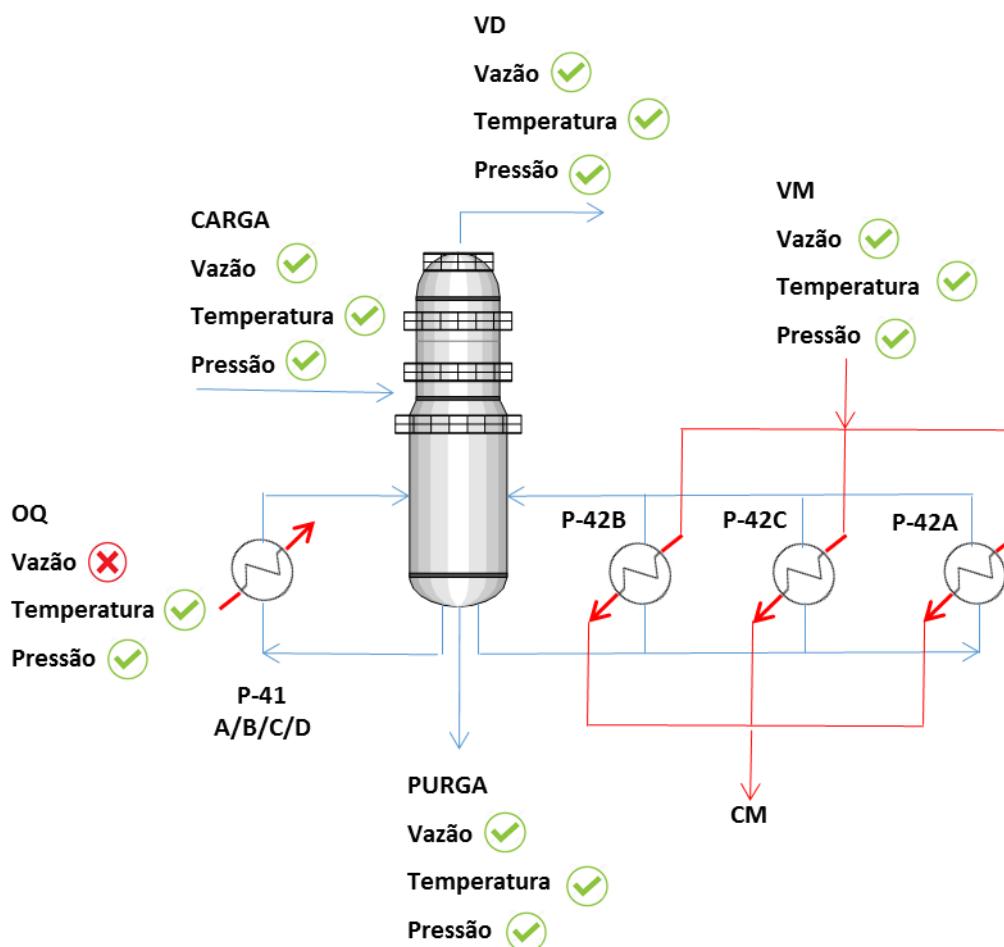 VD
Vazão
Temperatura
Pressão
CARGA
Vazão
Temperatura
Pressão
VM
Vazão
Temperatura
Pressão
OQ
Vazão
Temperatura
Pressão
P-41
A/B/C/D
P-42B
P-42C
P-42A
PURGA
Vazão
Temperatura
Pressão
CM